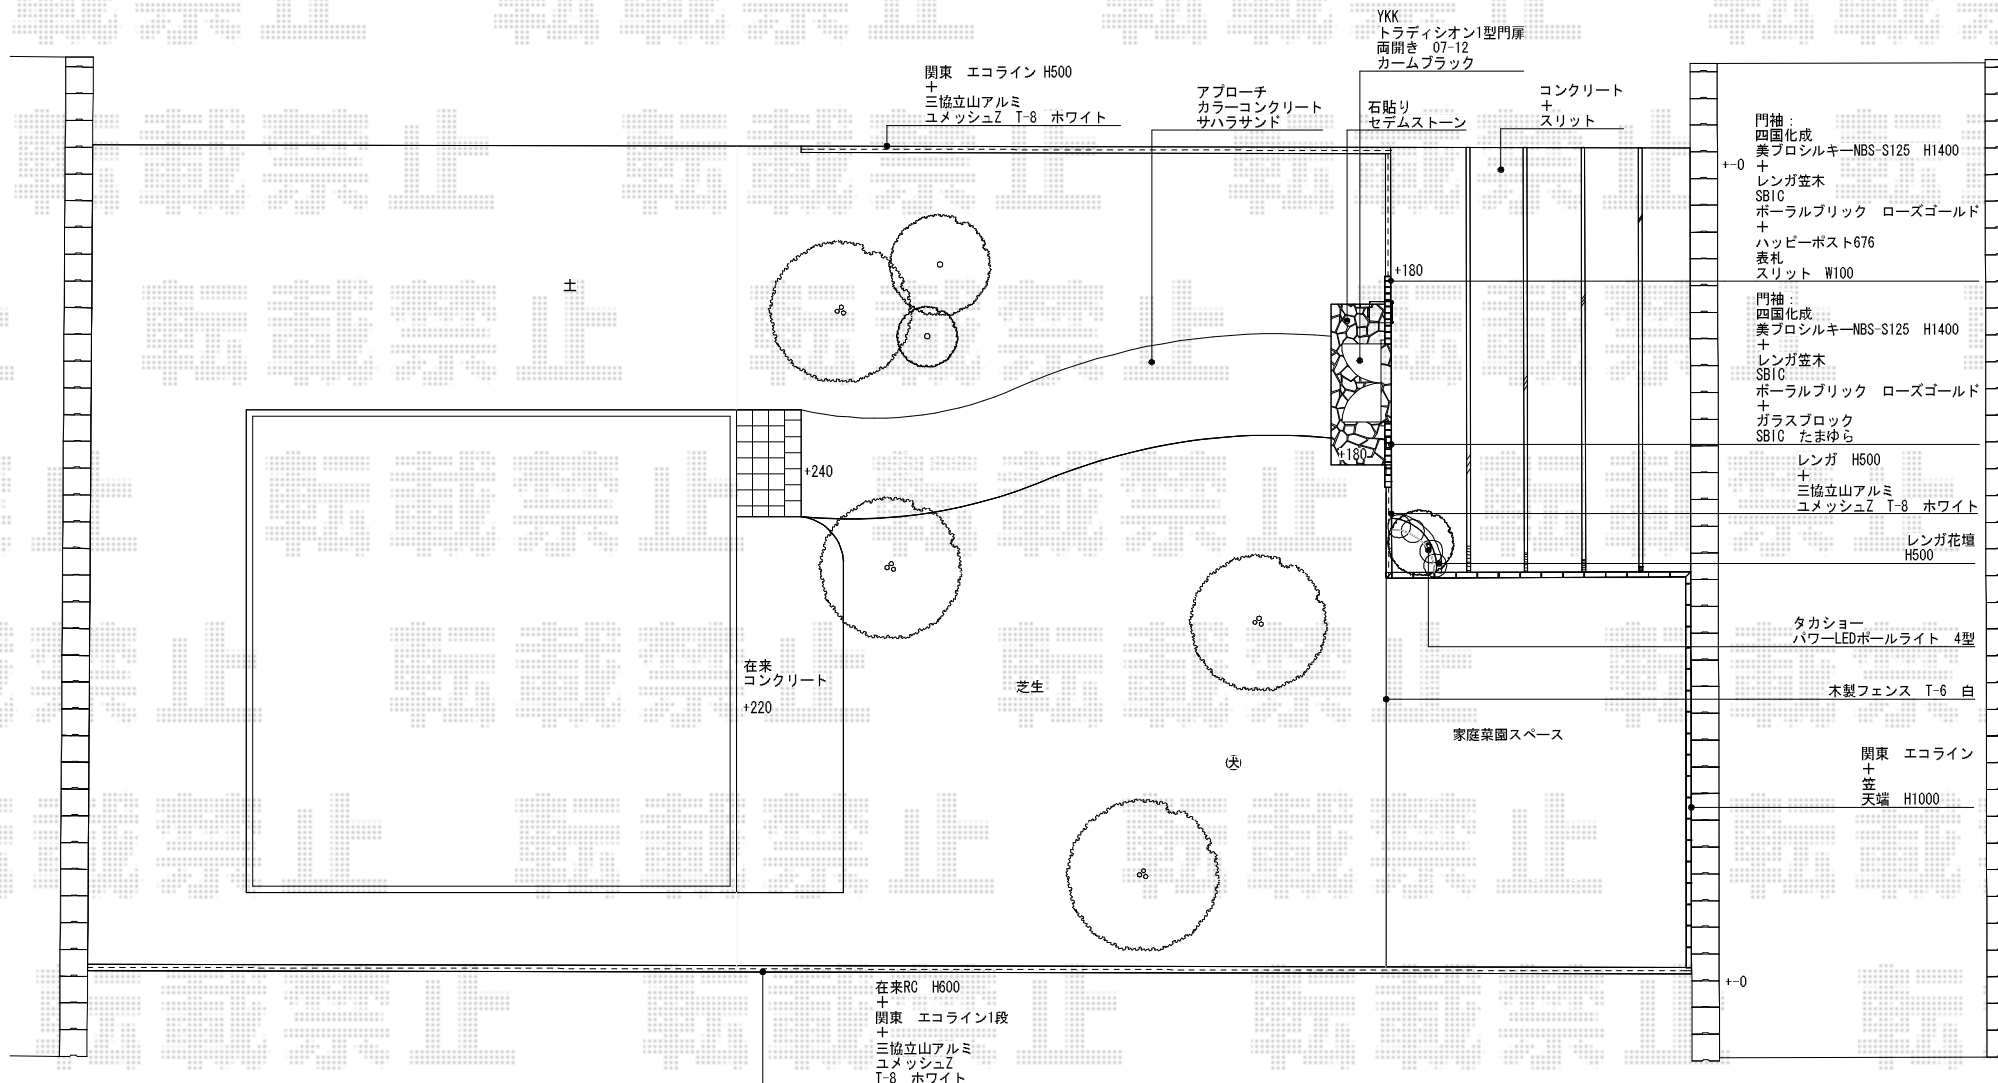 YKK
トラディシオン1型門扉
両開き 07-12
カームブラック
関東 エコライン H500
+
三協立山アルミ
ユメッシュZ T-8 ホワイト
アプローチ
カラーコンクリート
サハラサンド
石貼り
セデムストーン
コンクリート
+
スリット
門袖:
四国化成
美ブロシルキーNBS-S125 H1400
+
レンガ笠木
SBIC
ボーラルブリック ローズゴールド
+
ハッピーポスト676
表札
スリット W100
+-0
+180
土
門袖:
四国化成
美ブロシルキーNBS-S125 H1400
+
レンガ笠木
SBIC
ボーラルブリック ローズゴールド
+
ガラスブロック
SBIC たまゆら
+180
+240
レンガ H500
+
三協立山アルミ
ユメッシュZ T-8 ホワイト
レンガ花壇
H500
タカショー
パワーLEDポールライト 4型
在来
コンクリート
+220
芝生
木製フェンス T-6 白
家庭菜園スペース
犬
関東 エコライン
+
笠
天端 H1000
+-0
在来RC H600
+
関東 エコライン1段
+
三協立山アルミ
ユメッシュZ
T-8 ホワイト
転載禁止